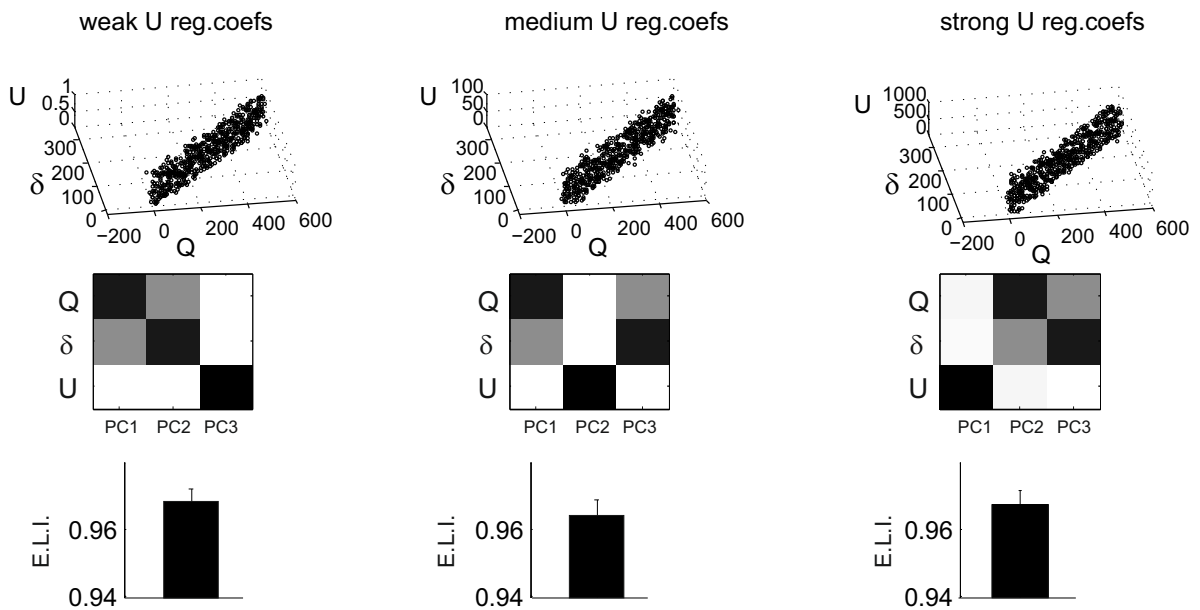 weak U reg.coefs
medium U reg.coefs
strong U reg.coefs
U
1
0.5
0
300
200
100
0
δ
−200
0
200
400
600
Q
U
100
50
0
300
200
100
0
δ
−200
0
200
400
600
Q
U
1000
500
0
300
200
100
0
δ
−200
0
200
400
600
Q
Q
δ
U
PC1 PC2 PC3
Q
δ
U
PC1 PC2 PC3
Q
δ
U
PC1 PC2 PC3
E.L.I.
0.96
0.94
E.L.I.
0.96
0.94
E.L.I.
0.96
0.94